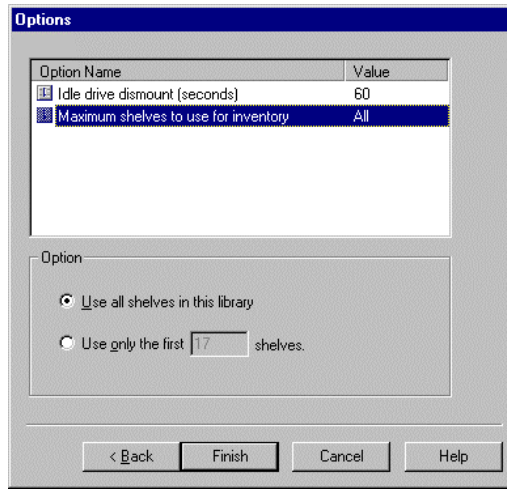 Options
Option Name Value
Idle drive dismount (seconds) 60
Maximum shelves to use for inventory All
Option
Use all shelves in this library
Use only the first 17 shelves.
< Back Finish Cancel Help